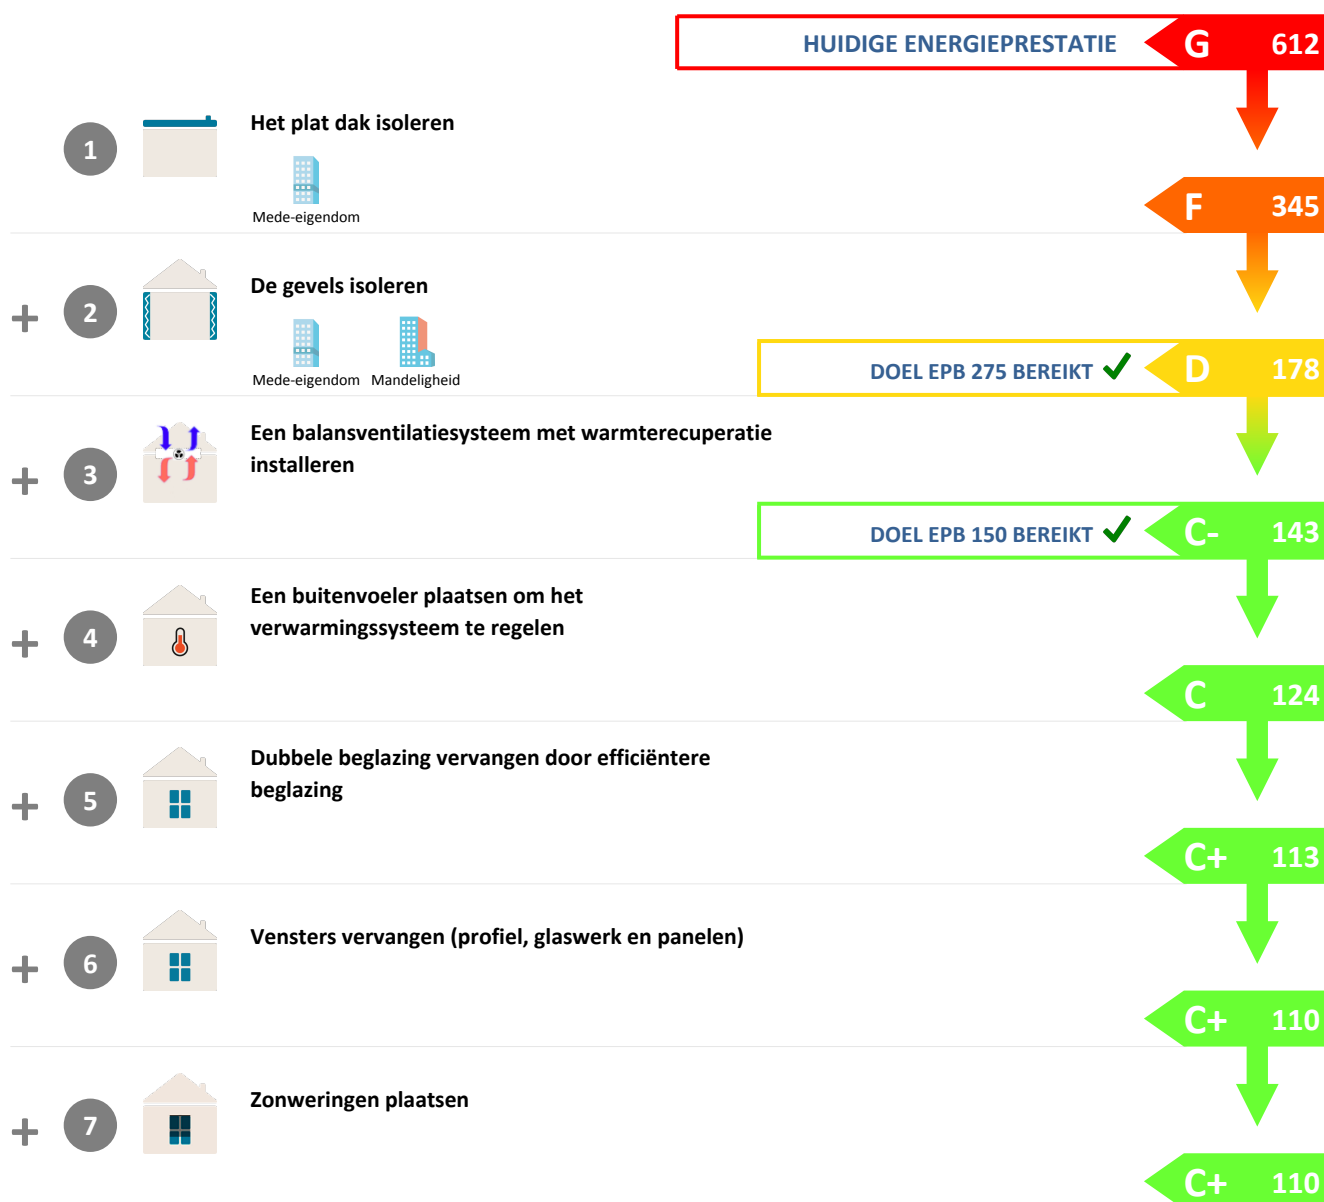 HUIDIGE ENERGIEPRESTATIE G 612
1 Het plat dak isoleren
Mede-eigendom
F 345
+ 2 De gevels isoleren
Mede-eigendom Mandeligheid
DOEL EPB 275 BEREIKT ✓ D 178
+ 3 Een balansventilatiesysteem met warmterecuperatie
installeren
DOEL EPB 150 BEREIKT ✓ C- 143
+ 4 Een buitenvoeler plaatsen om het
verwarmingssysteem te regelen
C 124
+ 5 Dubbele beglazing vervangen door efficiëntere
beglazing
C+ 113
+ 6 Vensters vervangen (profiel, glaswerk en panelen)
C+ 110
+ 7 Zonweringen plaatsen
C+ 110